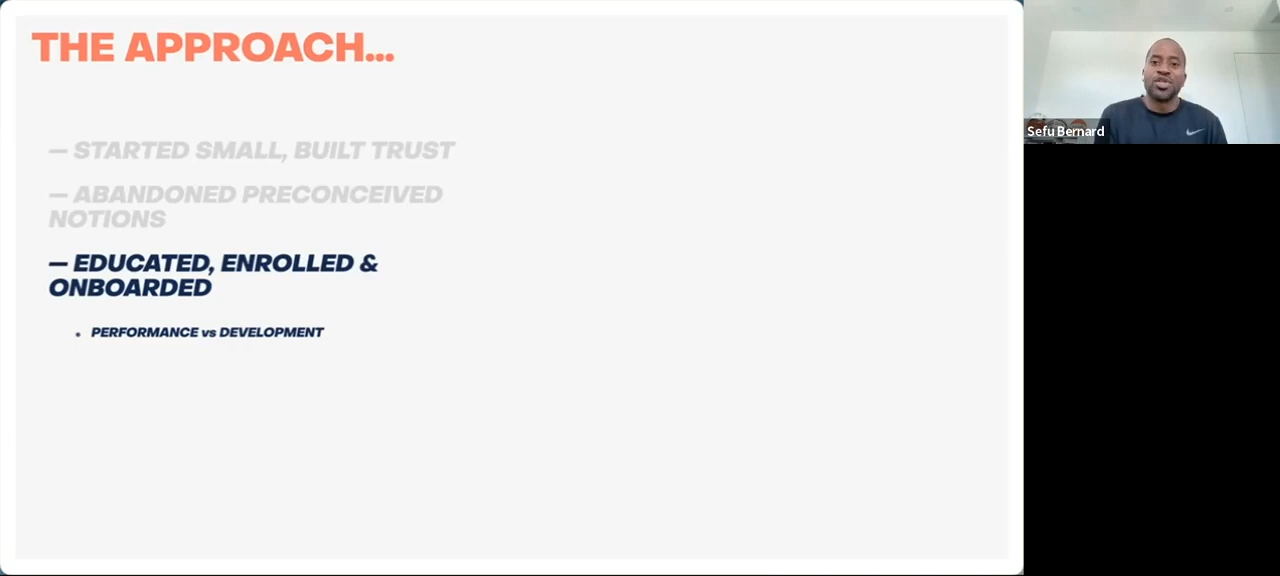 THE APPROACH...
— STARTED SMALL, BUILT TRUST
— ABANDONED PRECONCEIVED
NOTIONS
— EDUCATED, ENROLLED &
ONBOARDED
• PERFORMANCE vs DEVELOPMENT
Sefu Bernard